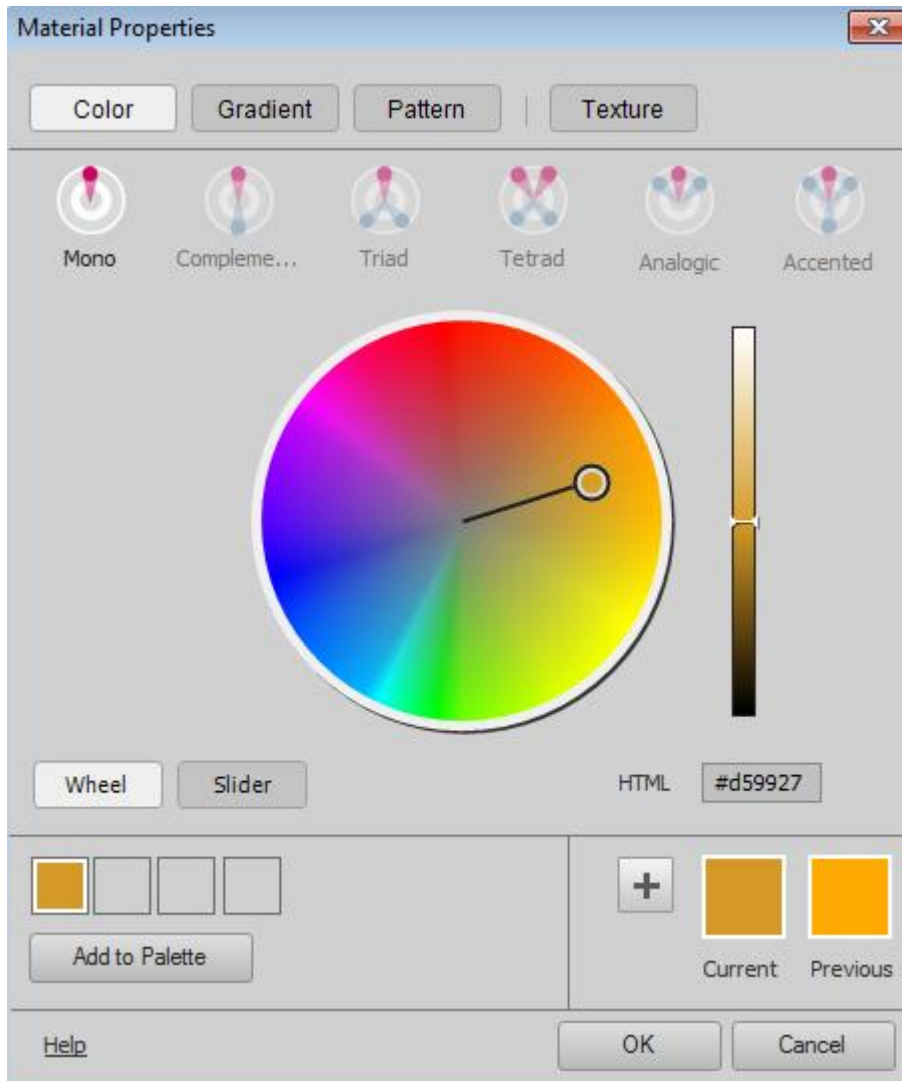 Material Properties
Color Gradient Pattern Texture
Mono Compleme... Triad Tetrad Analogic Accented
Wheel Slider HTML #d59927
Add to Palette
Current Previous
Help OK Cancel